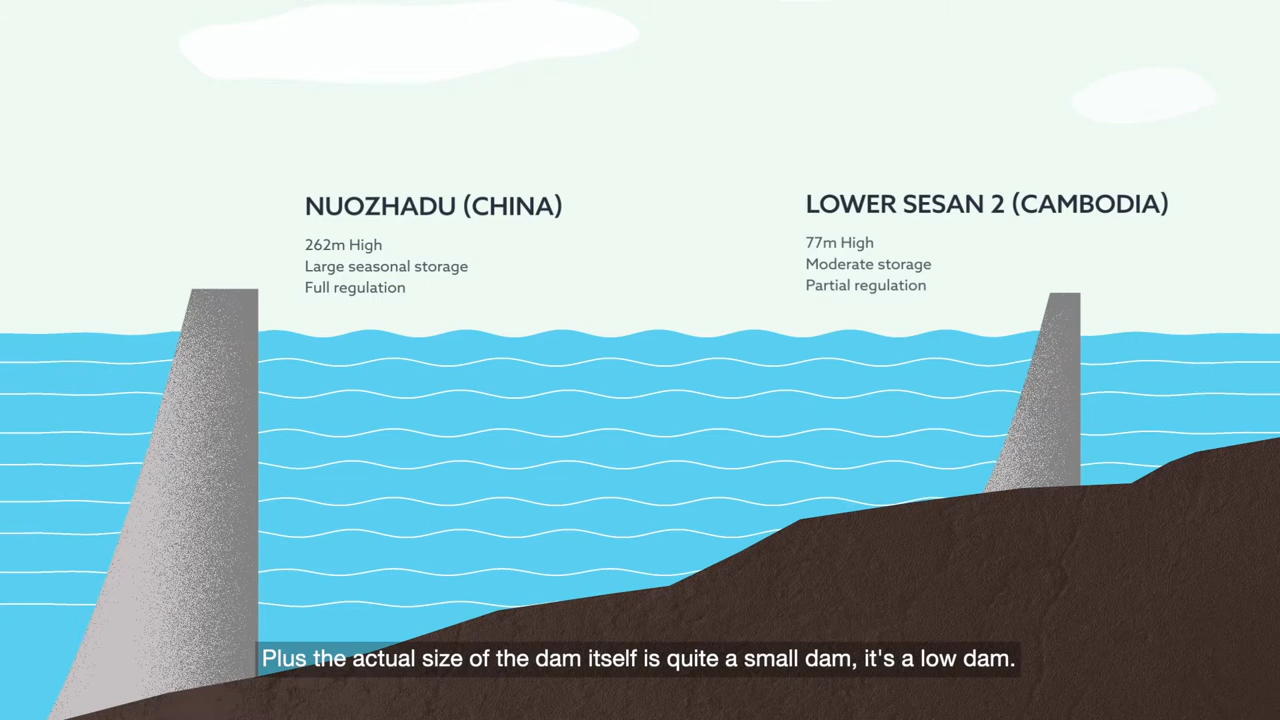 NUOZHADU (CHINA)
262m High
Large seasonal storage
Full regulation
LOWER SESAN 2 (CAMBODIA)
77m High
Moderate storage
Partial regulation
Plus the actual size of the dam itself is quite a small dam, it's a low dam.